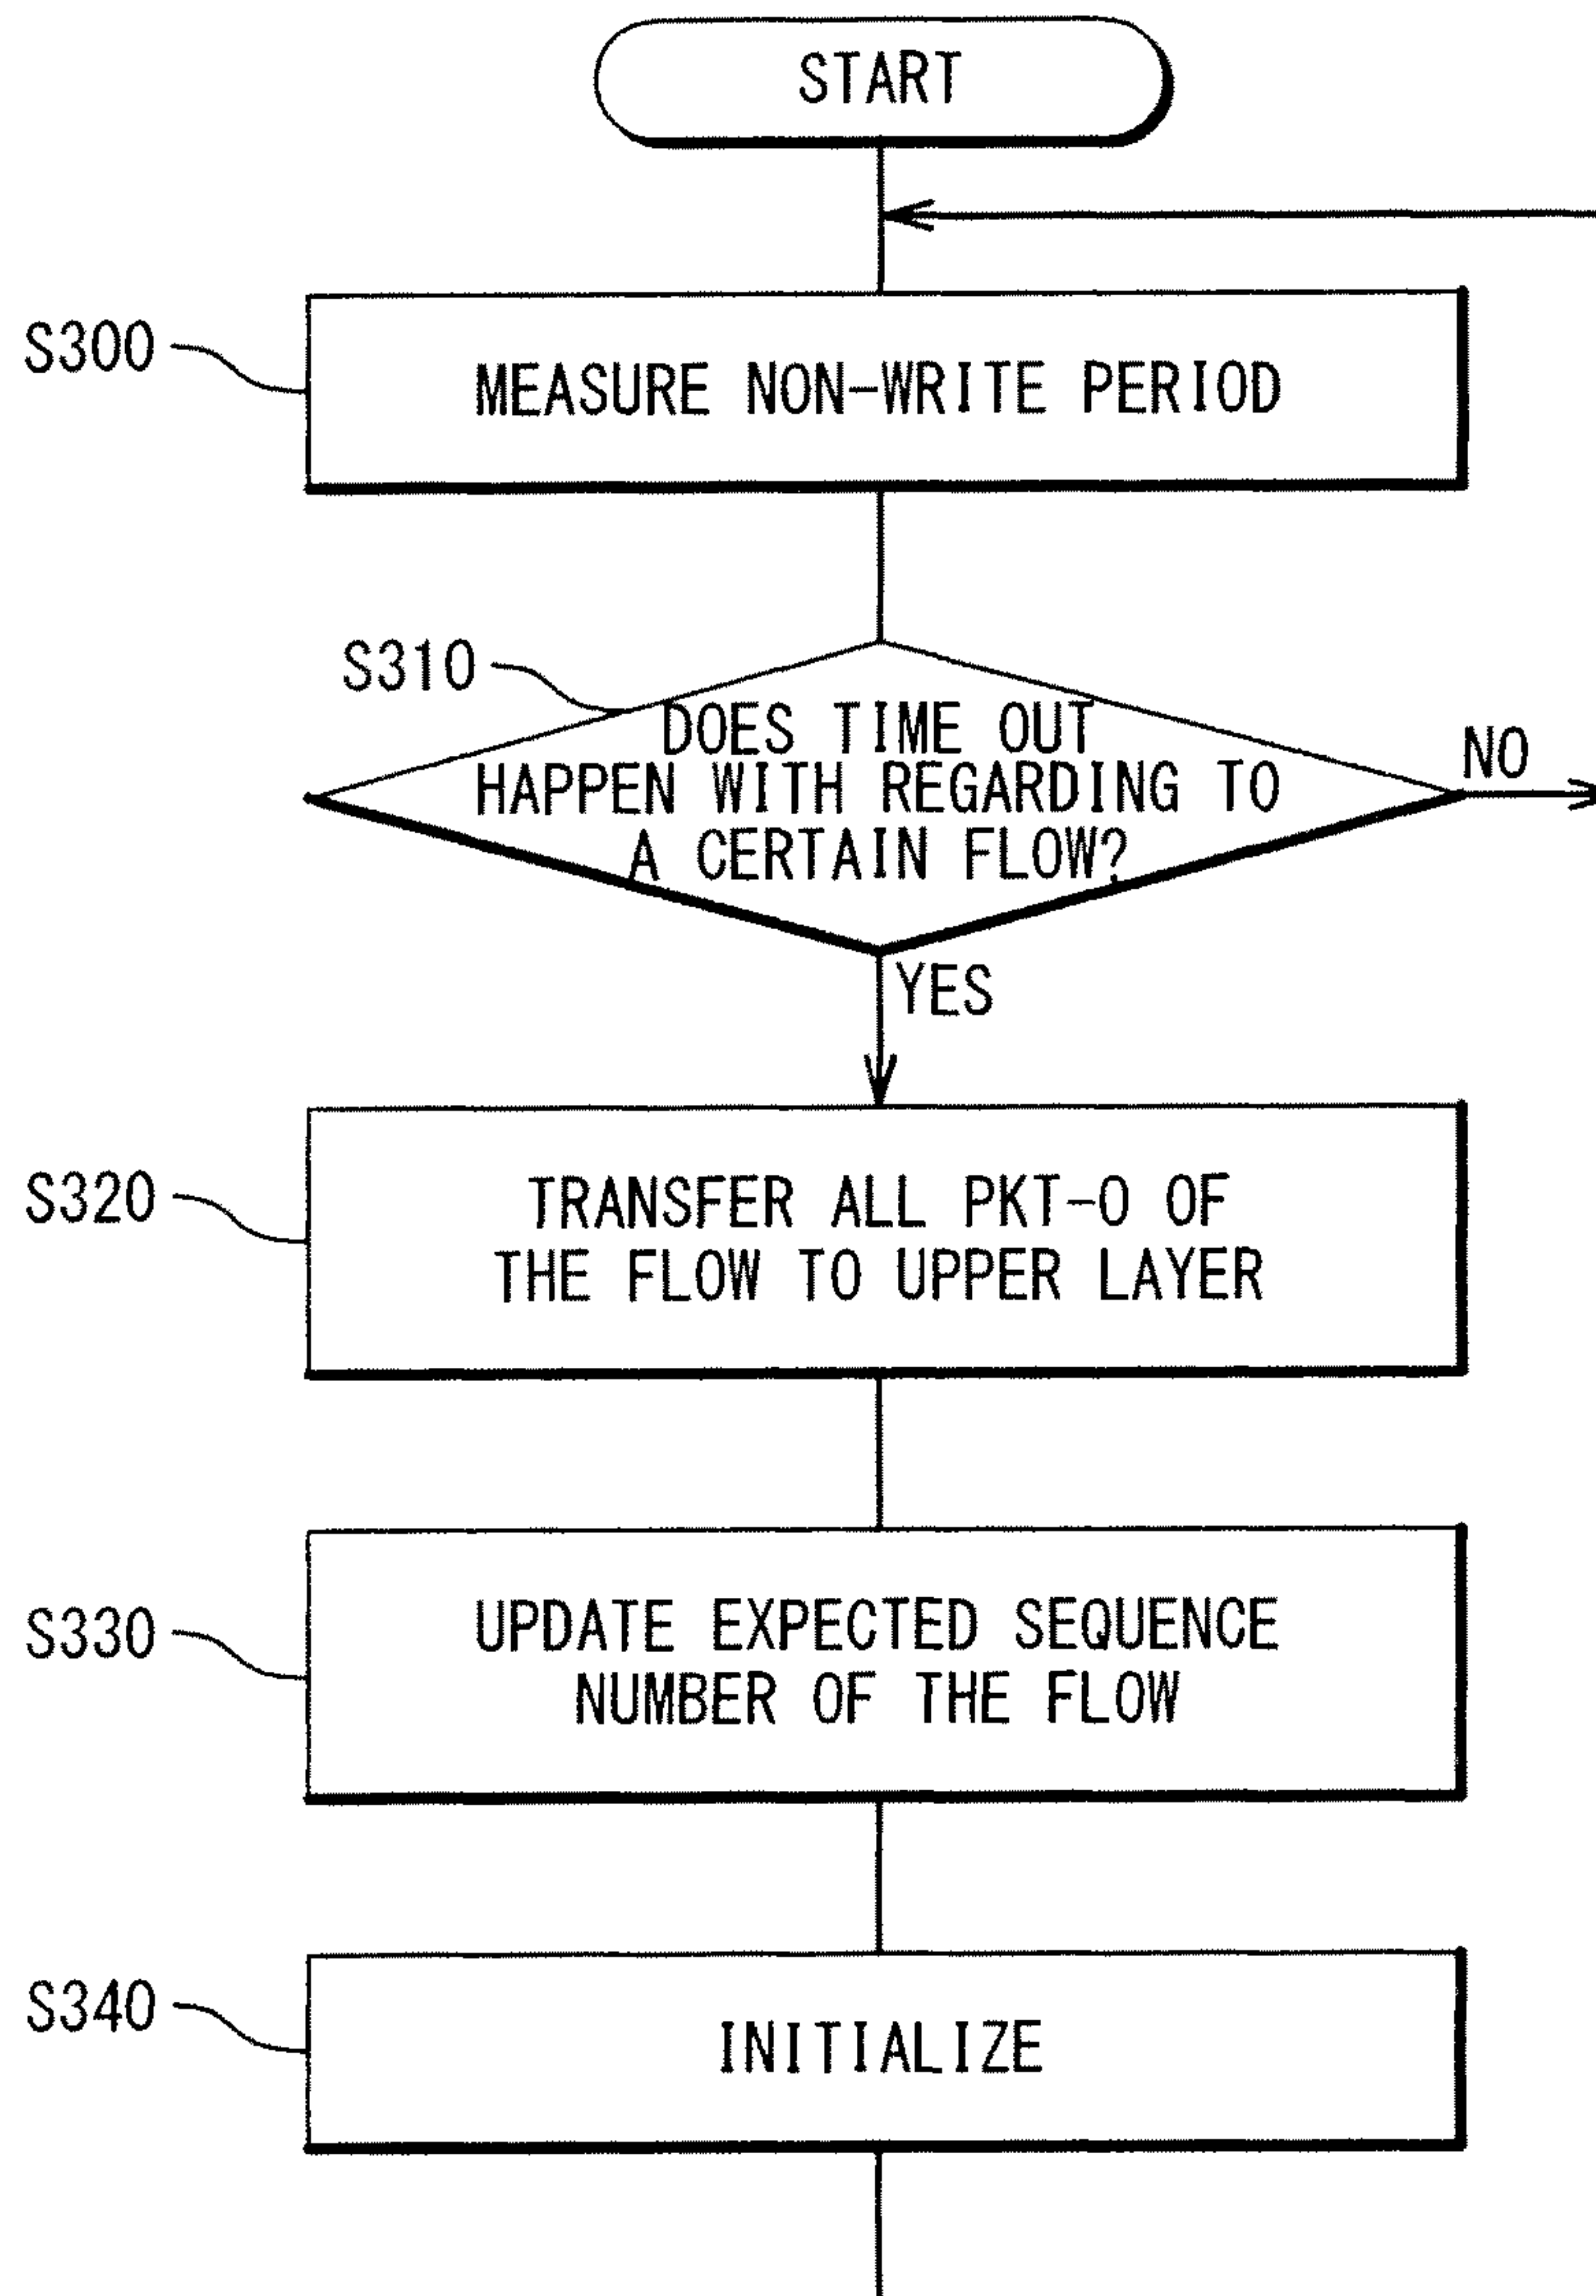 START
S300
MEASURE NON-WRITE PERIOD
S310
DOES TIME OUT
HAPPEN WITH REGARDING TO
A CERTAIN FLOW?
NO
YES
S320
TRANSFER ALL PKT-O OF
THE FLOW TO UPPER LAYER
S330
UPDATE EXPECTED SEQUENCE
NUMBER OF THE FLOW
S340
INITIALIZE